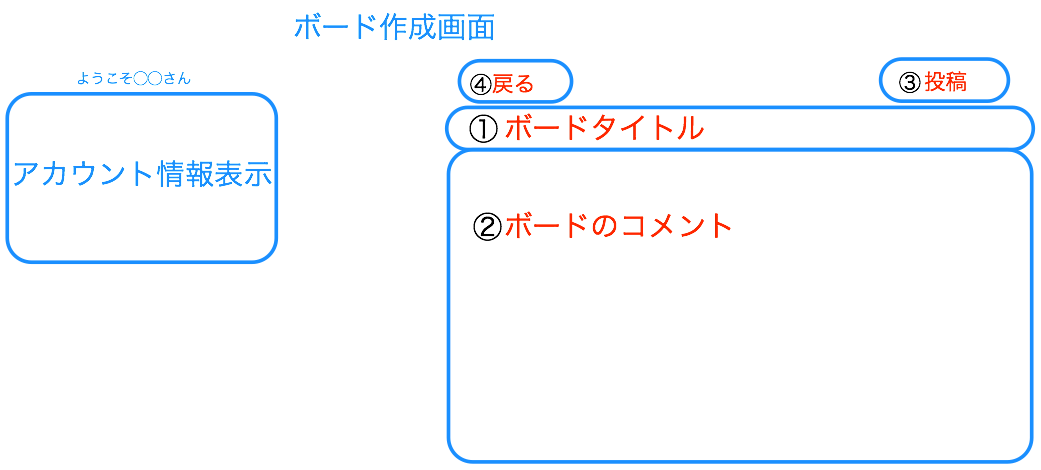 ボード作成画面
ようこそ◯◯さん
アカウント情報表示
④戻る
③投稿
①ボードタイトル
②ボードのコメント